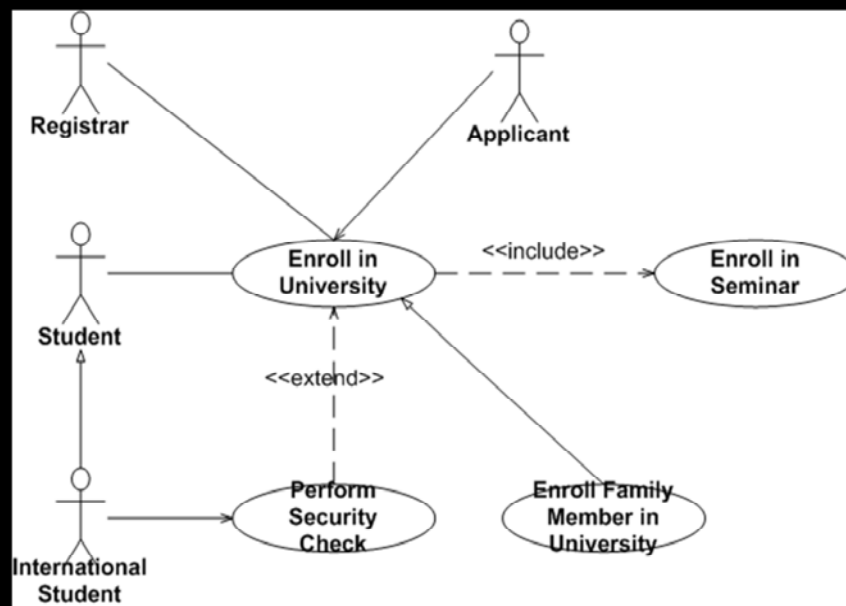 Registrar
Applicant
Enroll in
University
<<include>>
Enroll in
Seminar
Student
<<extend>>
Perform
Security
Check
Enroll Family
Member in
University
International
Student